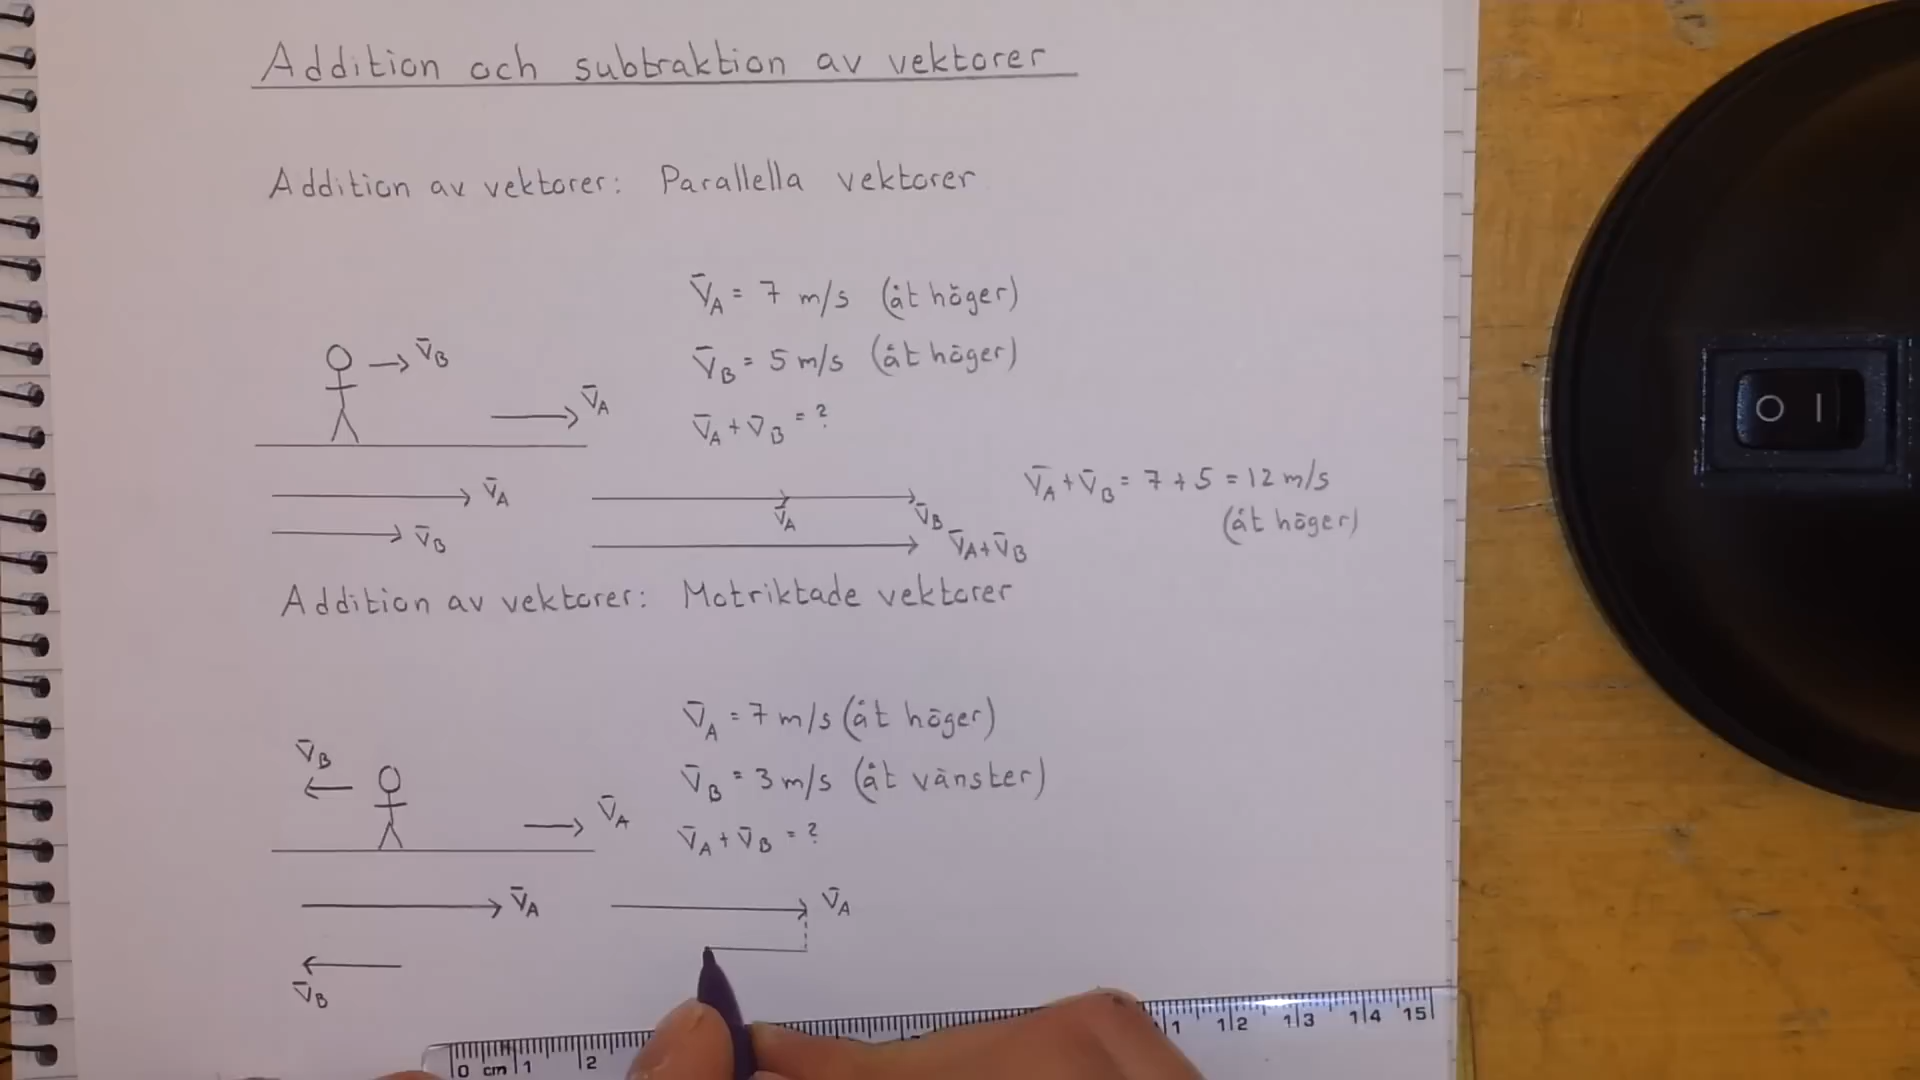 Addition och subtraktion av vektorer
Addition av vektorer: Parallella vektorer
V̄A = 7 m/s (åt höger)
V̄B = 5 m/s (åt höger)
V̄A + V̄B = ?
V̄B
V̄A
V̄A
V̄B
V̄A
V̄B
V̄A+V̄B
V̄A + V̄B = 7 + 5 = 12 m/s
(åt höger)
Addition av vektorer: Motriktade vektorer
V̄A = 7 m/s (åt höger)
V̄B = 3 m/s (åt vänster)
V̄A + V̄B = ?
V̄B
V̄A
V̄A
V̄B
V̄A
0 cm 1 2 11 12 13 14 15
O I